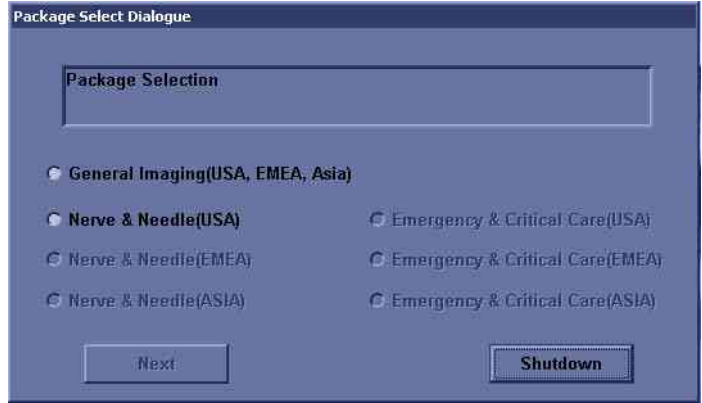 Package Select Dialogue
Package Selection
General Imaging(USA, EMEA, Asia)
Nerve & Needle(USA) Emergency & Critical Care(USA)
Nerve & Needle(EMEA) Emergency & Critical Care(EMEA)
Nerve & Needle(ASIA) Emergency & Critical Care(ASIA)
Next Shutdown